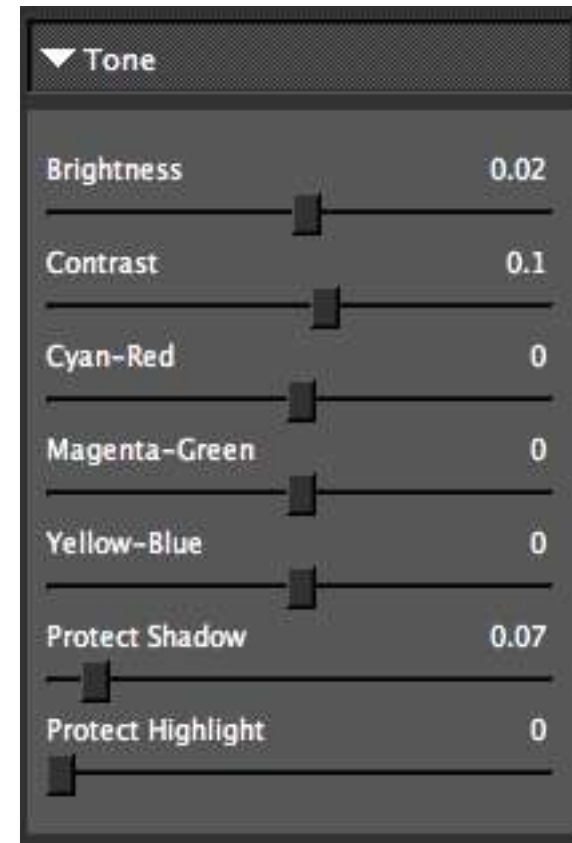 Tone
Brightness 0.02
Contrast 0.1
Cyan-Red 0
Magenta-Green 0
Yellow-Blue 0
Protect Shadow 0.07
Protect Highlight 0